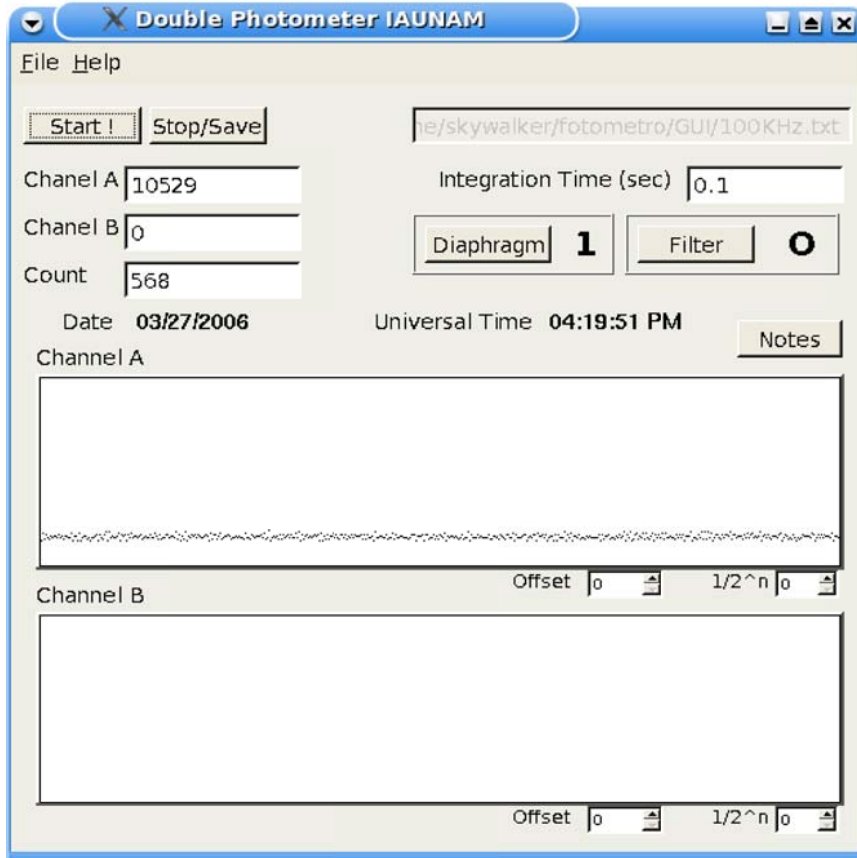 Double Photometer IAUNAM
File Help
Start ! Stop/Save he/skywalker/fotometro/GUI/100KHz.txt
Chanel A 10529 Integration Time (sec) 0.1
Chanel B 0 Diaphragm 1 Filter O
Count 568
Date 03/27/2006 Universal Time 04:19:51 PM
Notes
Channel A
Offset 0 1/2^n 0
Channel B
Offset 0 1/2^n 0